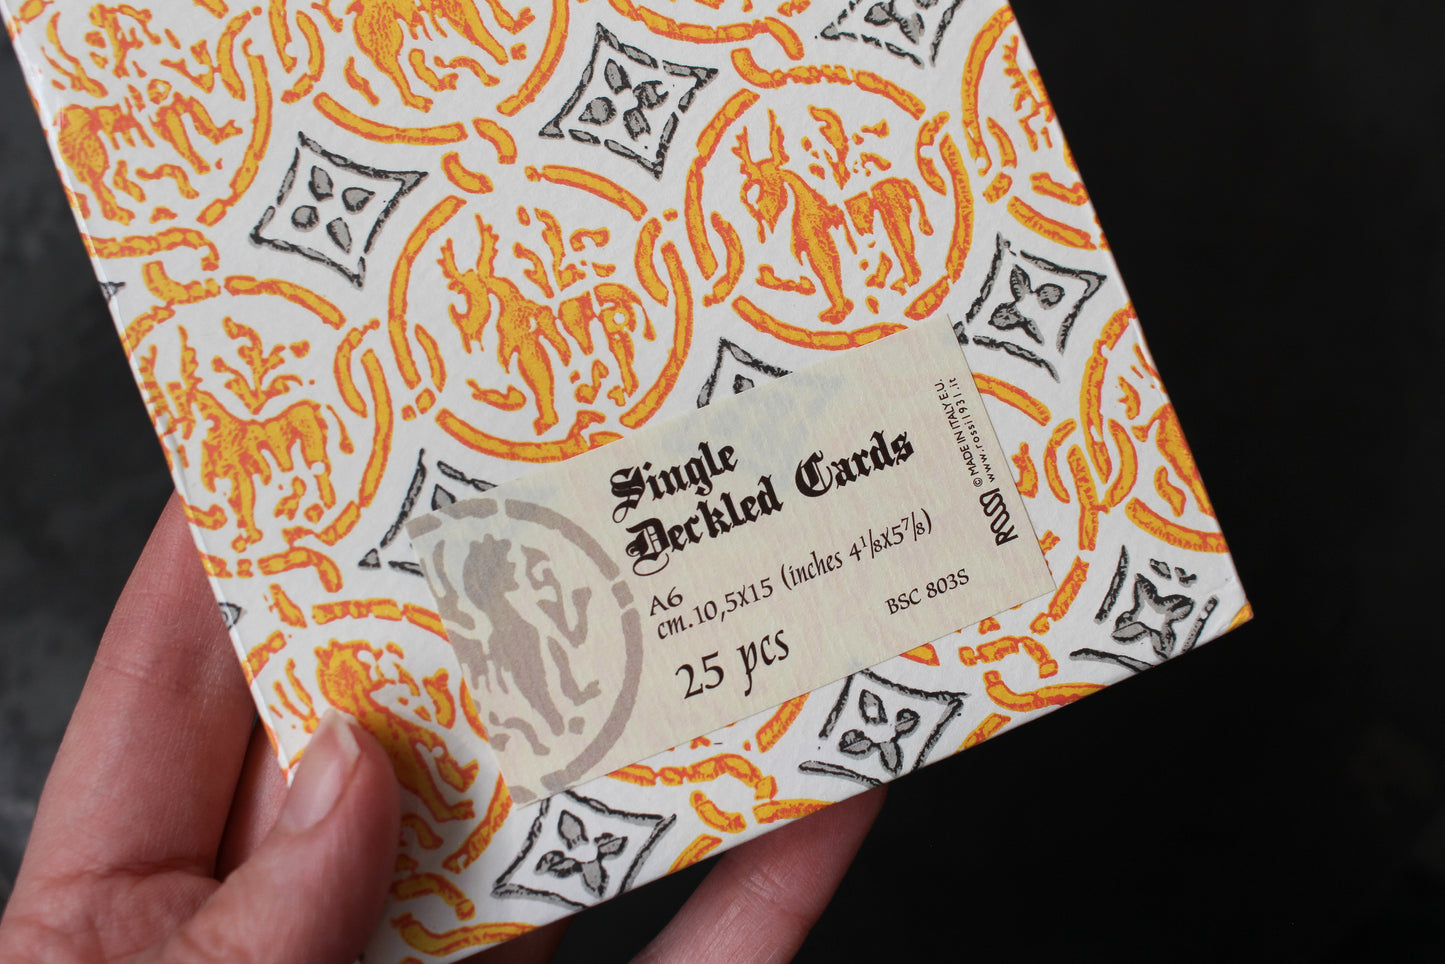 Single
Deckled Cards
A6
cm.10,5x15 (inches 4 1/8x5 7/8)
25 pcs
BSC 803S
Rossi
© MADE IN ITALY E.U.
www.rossi1931.it